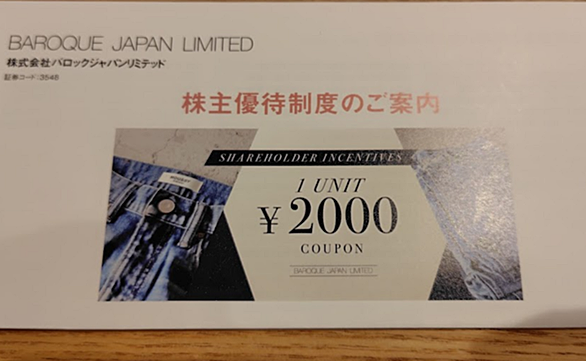 BAROQUE JAPAN LIMITED
株式会社バロックジャパンリミテッド
証券コード:3548
株主優待制度のご案内
SHAREHOLDER INCENTIVES
1 UNIT
¥2000
COUPON
BAROQUE JAPAN LIMITED